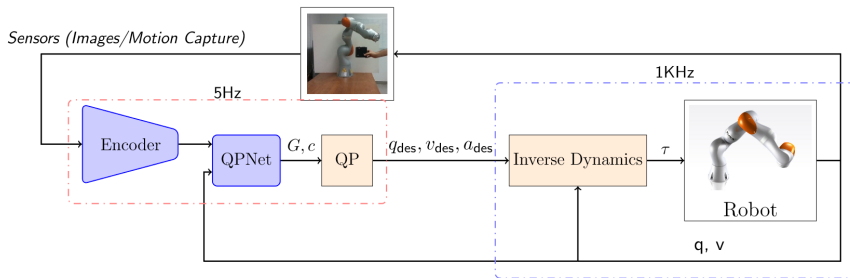 Sensors (Images/Motion Capture)
5Hz
1KHz
Encoder
QPNet
G, c
QP
q_des, v_des, a_des
Inverse Dynamics
τ
Robot
q, v